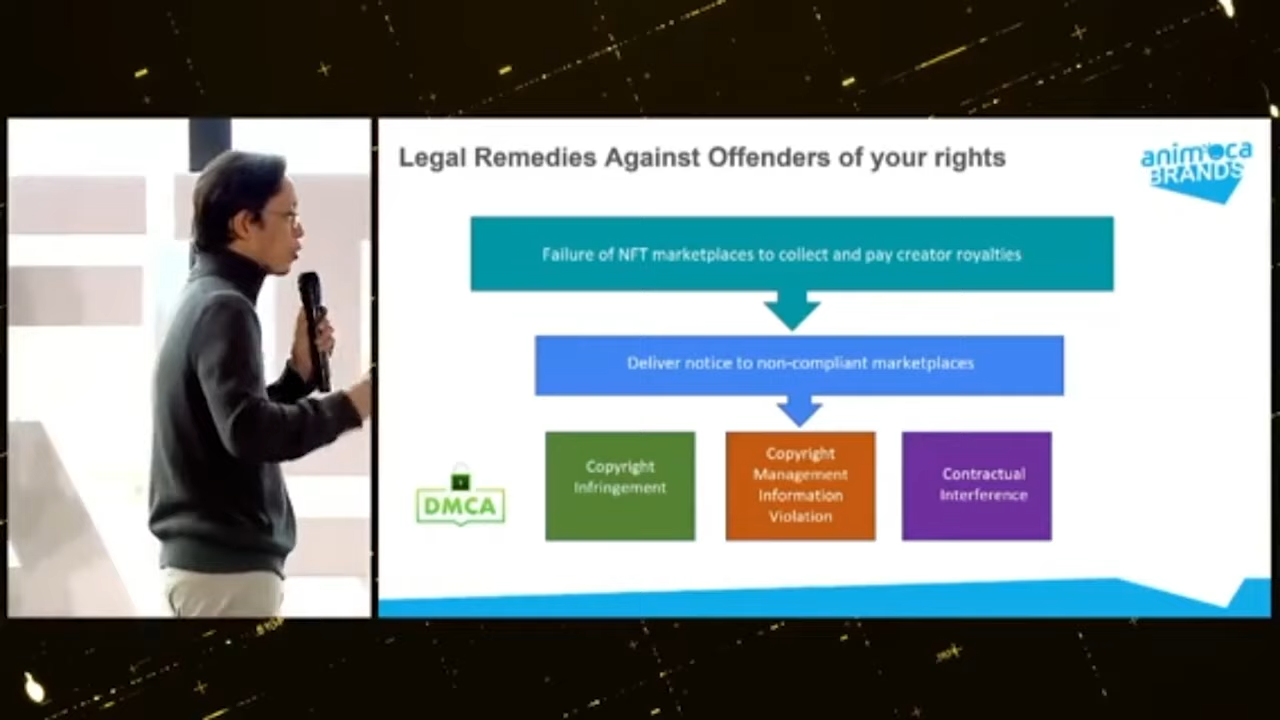 Legal Remedies Against Offenders of your rights
animoca
BRANDS
Failure of NFT marketplaces to collect and pay creator royalties
Deliver notice to non-compliant marketplaces
Copyright
Infringement
Copyright
Management
Information
Violation
Contractual
Interference
DMCA